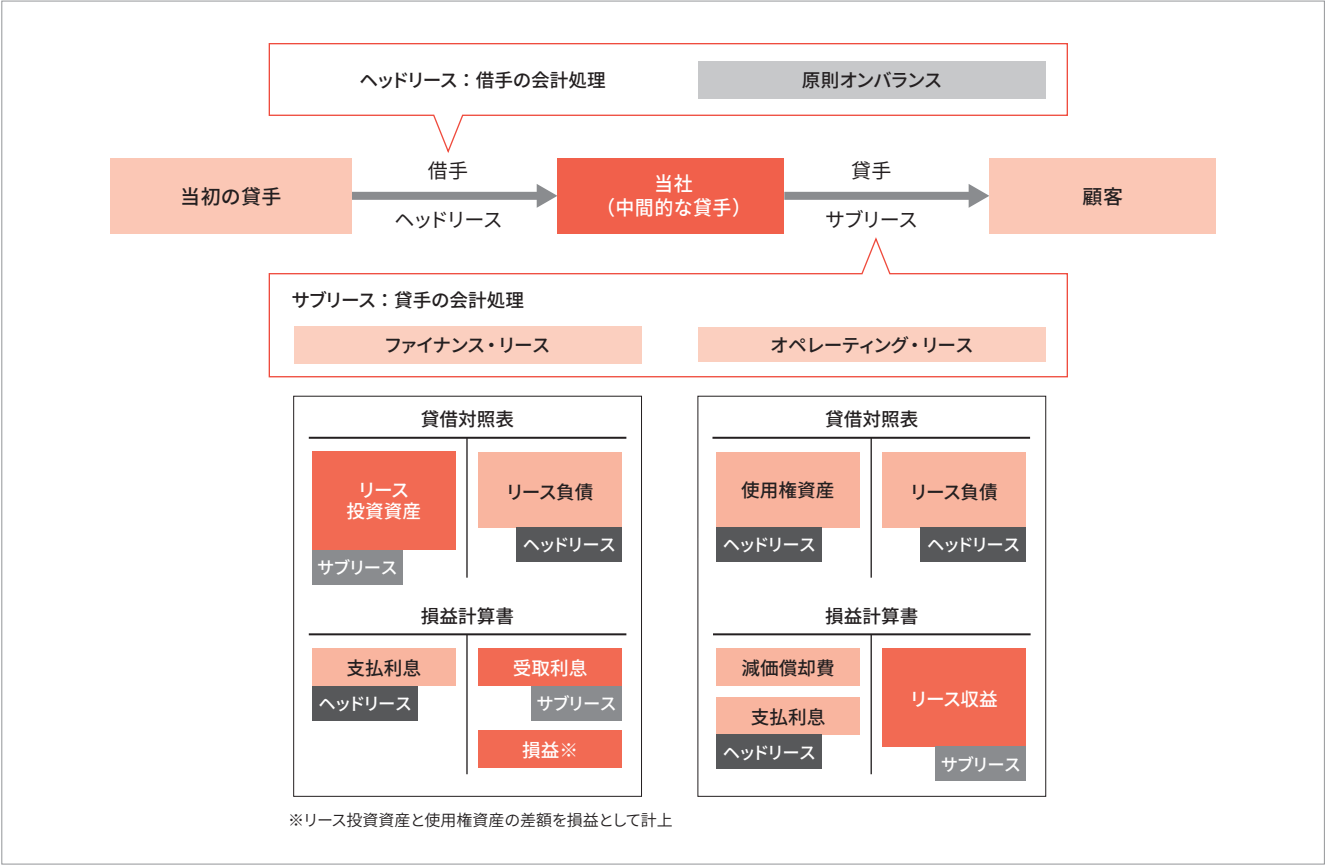 ヘッドリース：借手の会計処理
原則オンバランス
当初の貸手
借手
ヘッドリース
当社
（中間的な貸手）
貸手
サブリース
顧客
サブリース：貸手の会計処理
ファイナンス・リース
オペレーティング・リース
貸借対照表
リース
投資資産
サブリース
リース負債
ヘッドリース
損益計算書
支払利息
ヘッドリース
受取利息
サブリース
損益※
貸借対照表
使用権資産
ヘッドリース
リース負債
ヘッドリース
損益計算書
減価償却費
支払利息
ヘッドリース
リース収益
サブリース
※リース投資資産と使用権資産の差額を損益として計上